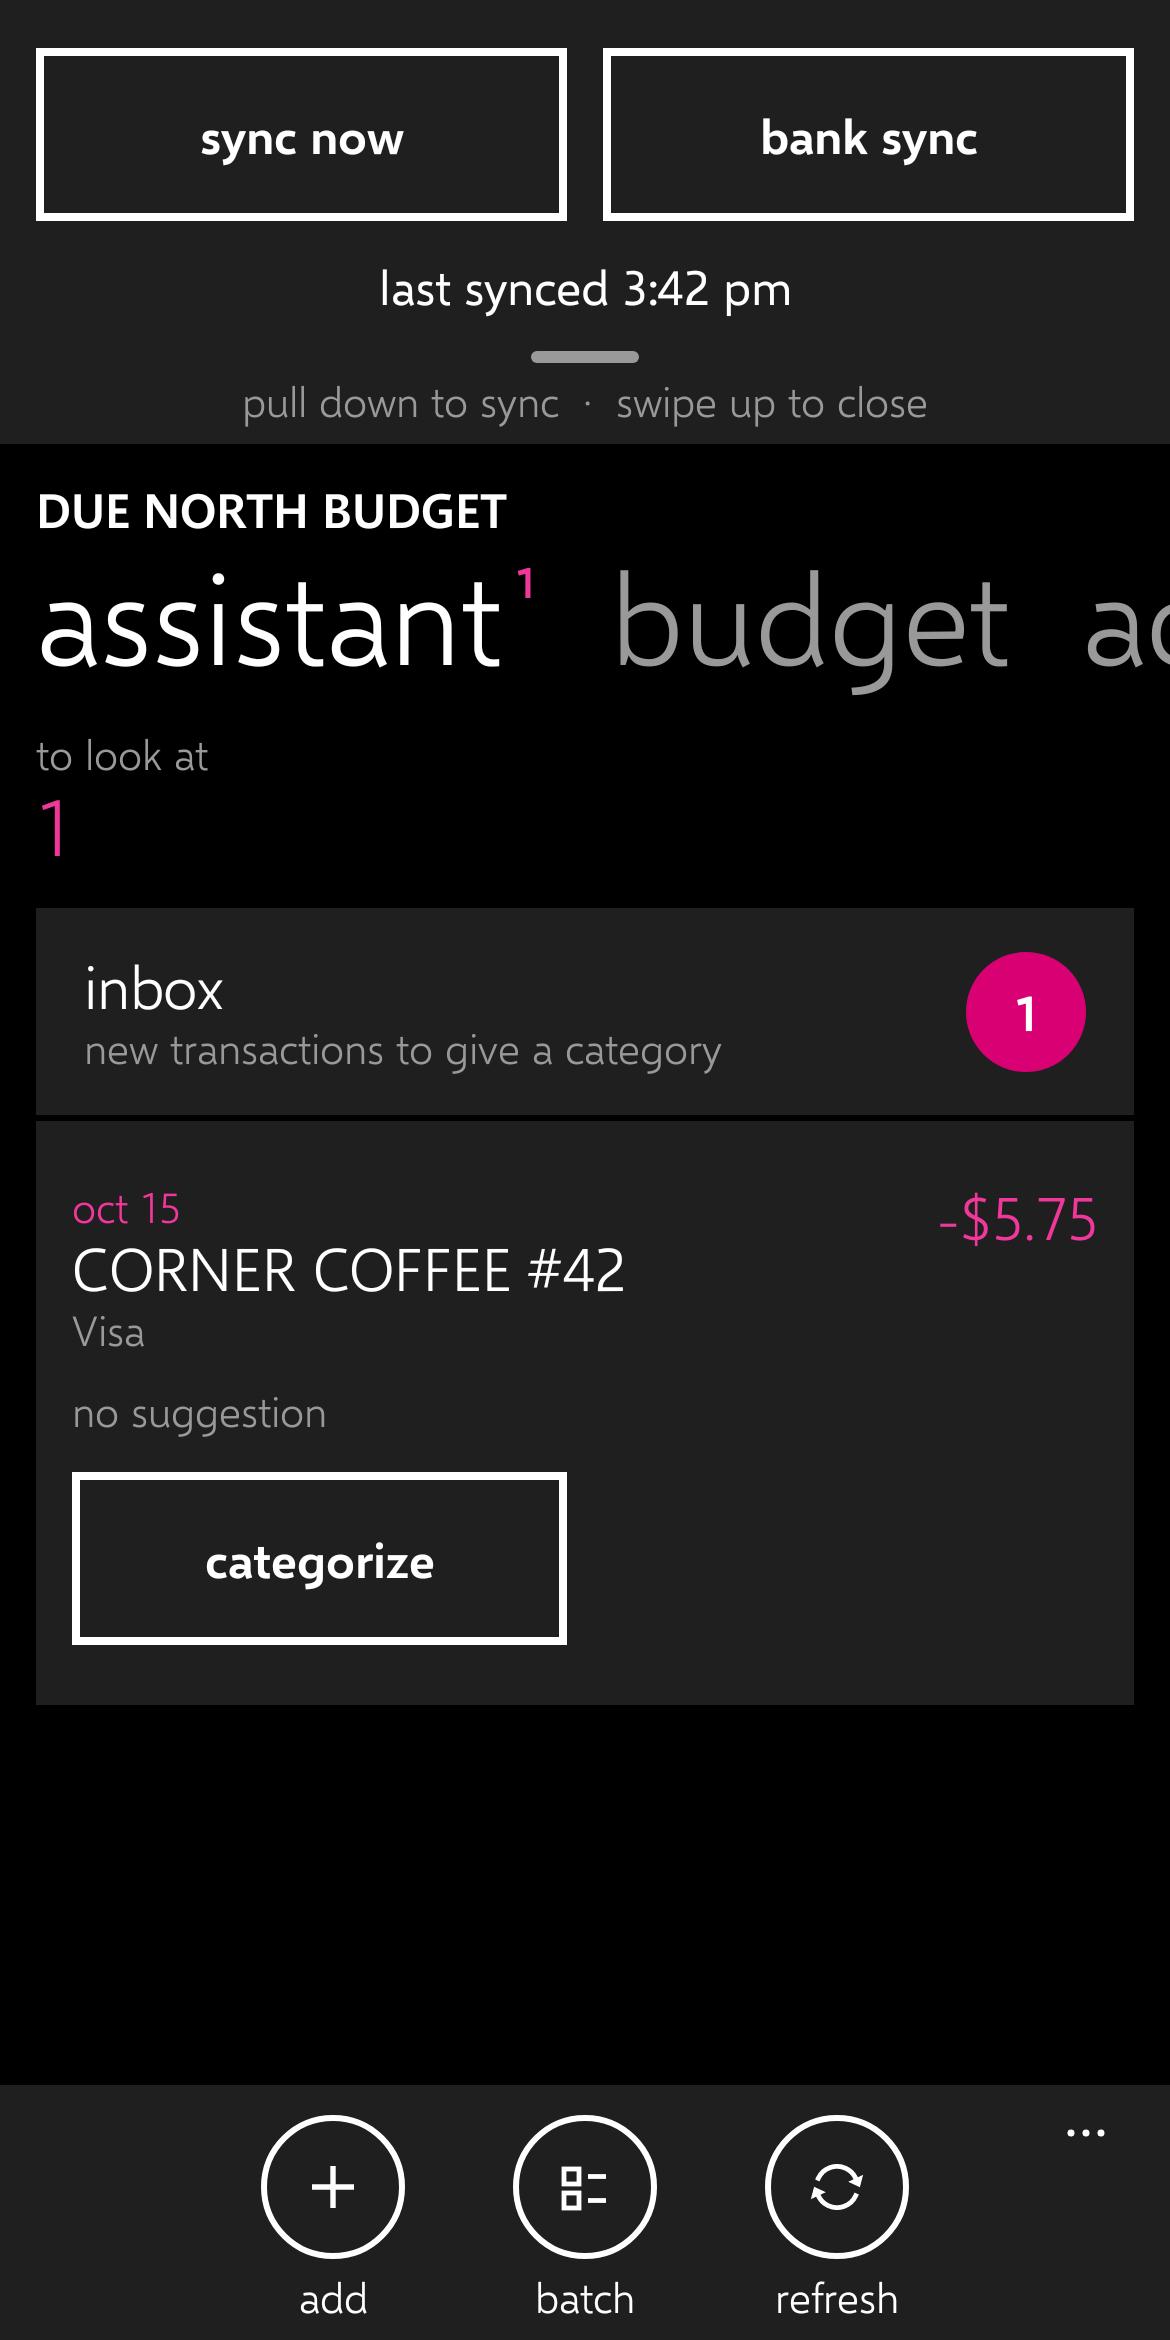 sync now
bank sync
last synced 3:42 pm
pull down to sync · swipe up to close
DUE NORTH BUDGET
assistant 1 budget ac
to look at
1
inbox
new transactions to give a category
1
oct 15
-$5.75
CORNER COFFEE #42
Visa
no suggestion
categorize
...
add
batch
refresh